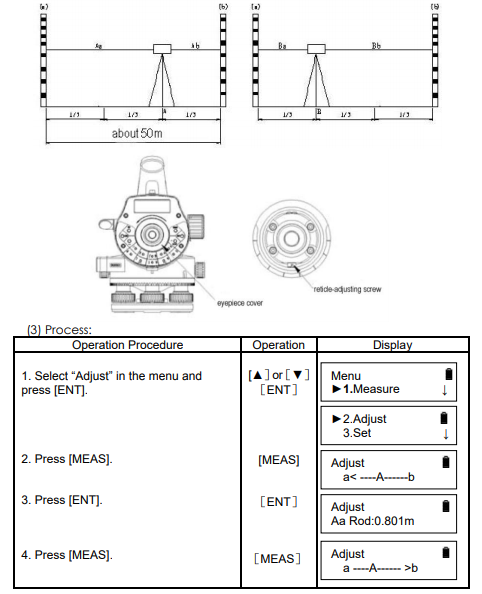 (a) (b) (a) (b)
Aa Ab Ba Bb
A B
1/3 1/3 1/3 1/3 1/3 1/3
about 50m
eyepiece cover
reticle-adjusting screw
(3) Process:
Operation Procedure Operation Display
1. Select “Adjust” in the menu and
press [ENT].
[▲] or [▼]
[ENT]
Menu
►1.Measure ↓
►2.Adjust
3.Set ↓
2. Press [MEAS]. [MEAS]
Adjust
a< ----A------b
3. Press [ENT]. [ENT]
Adjust
Aa Rod:0.801m
4. Press [MEAS]. [MEAS]
Adjust
a ----A------ >b